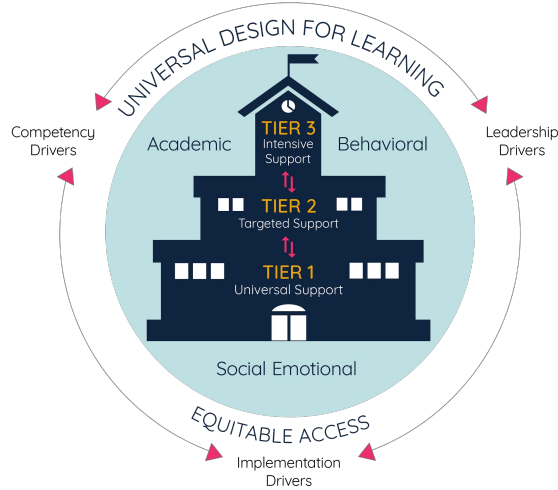 UNIVERSAL DESIGN FOR LEARNING
Competency
Drivers
Leadership
Drivers
Academic
Behavioral
TIER 3
Intensive
Support
TIER 2
Targeted Support
TIER 1
Universal Support
Social Emotional
EQUITABLE ACCESS
Implementation
Drivers